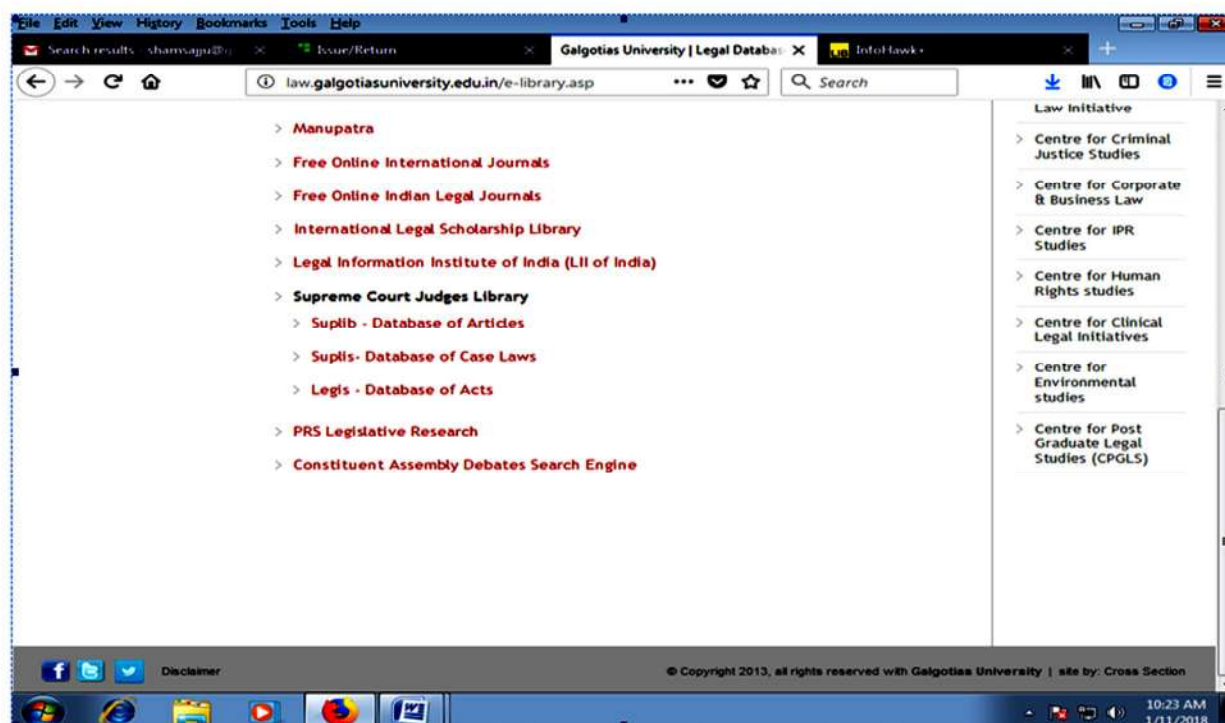 File Edit View History Bookmarks Tools Help
Search results - shamsaju@g
Issue/Return
Galgotias University | Legal Databas
InfoHawk+
law.galgotiasuniversity.edu.in/e-library.asp
Search
> Manupatra
> Free Online International Journals
> Free Online Indian Legal Journals
> International Legal Scholarship Library
> Legal Information Institute of India (LII of India)
> Supreme Court Judges Library
> Suplib - Database of Articles
> Suplis- Database of Case Laws
> Legis - Database of Acts
> PRS Legislative Research
> Constituent Assembly Debates Search Engine
Law Initiative
> Centre for Criminal
Justice Studies
> Centre for Corporate
& Business Law
> Centre for IPR
Studies
> Centre for Human
Rights studies
> Centre for Clinical
Legal Initiatives
> Centre for
Environmental
studies
> Centre for Post
Graduate Legal
Studies (CPGLS)
Disclaimer
© Copyright 2013, all rights reserved with Galgotias University | site by: Cross Section
10:23 AM
1/11/2018